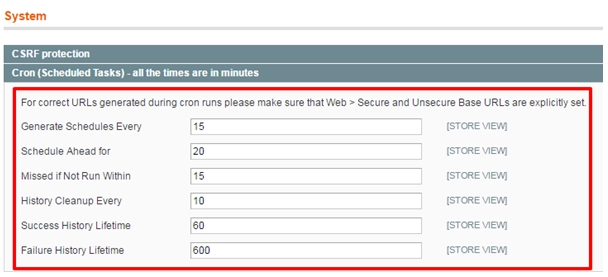 System
CSRF protection
Cron (Scheduled Tasks) - all the times are in minutes
For correct URLs generated during cron runs please make sure that Web > Secure and Unsecure Base URLs are explicitly set.
Generate Schedules Every 15 [STORE VIEW]
Schedule Ahead for 20 [STORE VIEW]
Missed if Not Run Within 15 [STORE VIEW]
History Cleanup Every 10 [STORE VIEW]
Success History Lifetime 60 [STORE VIEW]
Failure History Lifetime 600 [STORE VIEW]